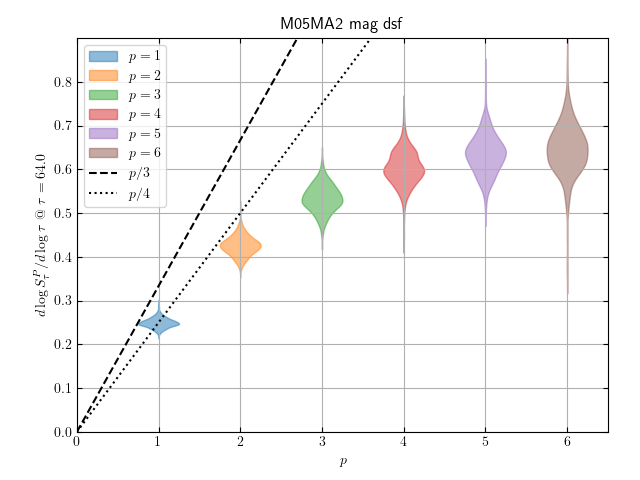 M05MA2 mag dsf
d log S_τ^P / d log τ @ τ = 64.0
0.8
0.7
0.6
0.5
0.4
0.3
0.2
0.1
0.0
p = 1
p = 2
p = 3
p = 4
p = 5
p = 6
p/3
p/4
0 1 2 3 4 5 6
p